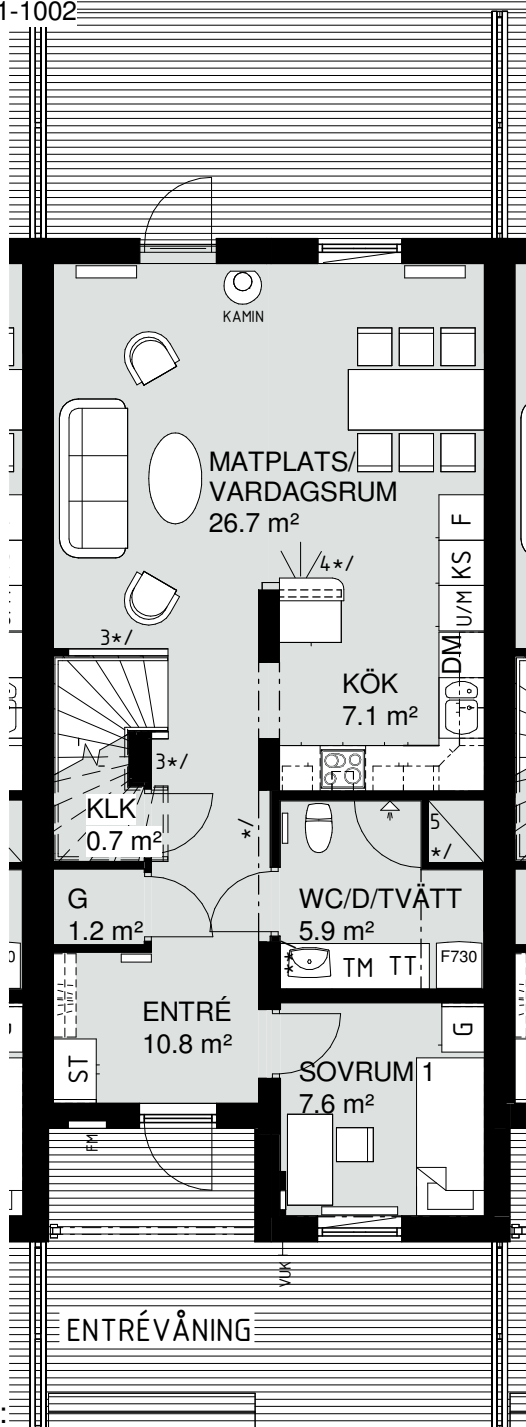 1-1002
KAMIN
MATPLATS/
VARDAGSRUM
26.7 m²
F
KS
U/M
DM
4*/
3*/
KÖK
7.1 m²
3*/
KLK
0.7 m²
*/
5
*/
G
1.2 m²
WC/D/TVÄTT
5.9 m²
TM TT
F730
ENTRÉ
10.8 m²
ST
G
SOVRUM 1
7.6 m²
FM
VUK
ENTRÉVÅNING